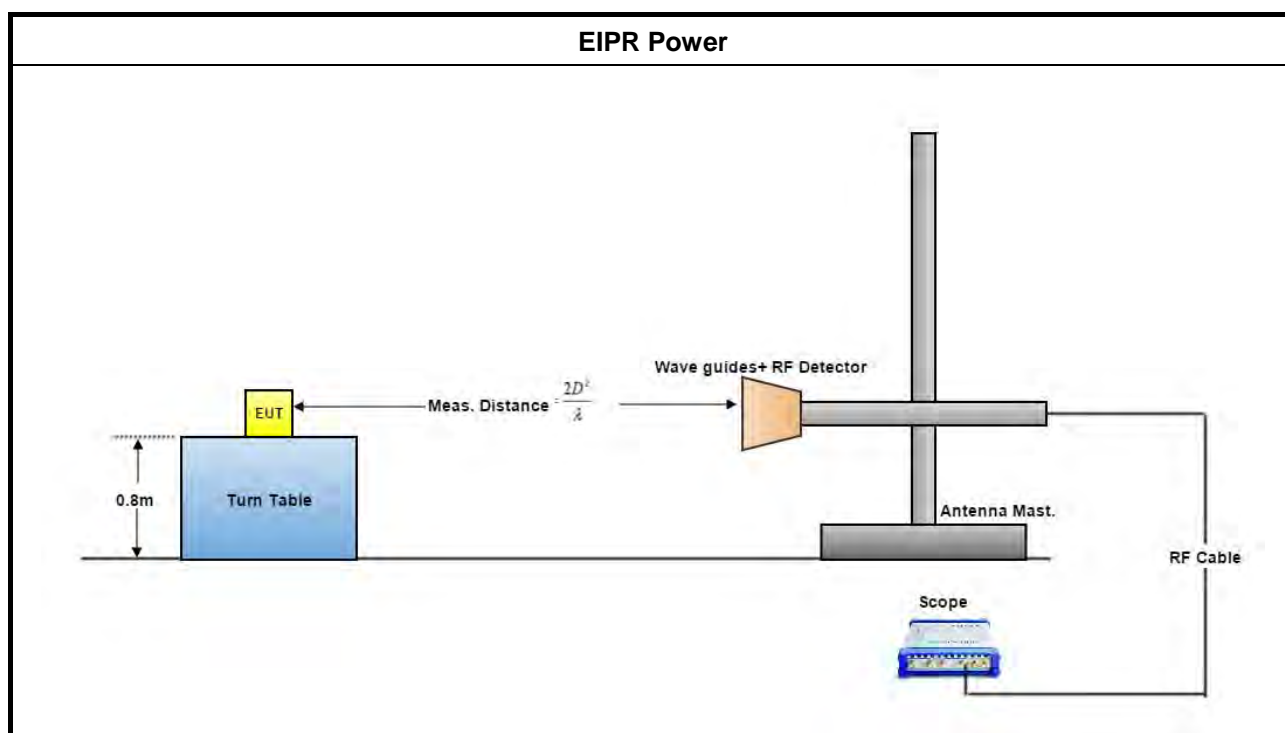 EIPR Power
Wave guides+ RF Detector
EUT
Meas. Distance = 2D²/λ
0.8m
Turn Table
Antenna Mast.
RF Cable
Scope